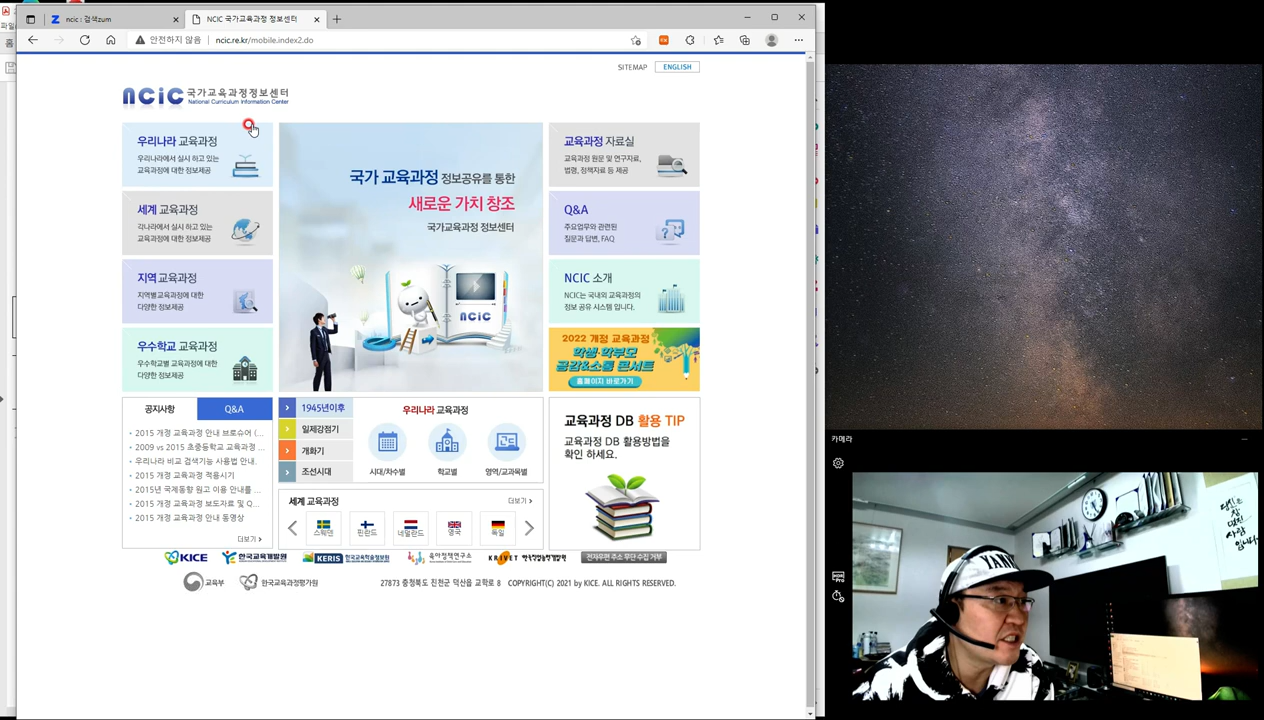 ncic : 검색zum
NCIC 국가교육과정 정보센터
안전하지 않음
ncic.re.kr/mobile.index2.do
SITEMAP
ENGLISH
ncic 국가교육과정정보센터
National Curriculum Information Center
우리나라 교육과정
우리나라에서 실시 하고 있는
교육과정에 대한 정보제공
세계 교육과정
각나라에서 실시 하고 있는
교육과정에 대한 정보제공
지역 교육과정
지역별 교육과정에 대한
다양한 정보제공
우수학교 교육과정
우수학교별 교육과정에 대한
다양한 정보제공
국가 교육과정 정보공유를 통한
새로운 가치 창조
국가교육과정 정보센터
ncic
교육과정 자료실
교육과정 원문 및 연구자료,
법령, 정책자료 등 제공
Q&A
주요업무와 관련된
질문과 답변, FAQ
NCIC 소개
NCIC는 국내외 교육과정의
정보 공유 시스템 입니다.
2022 개정 교육과정
학생·학부모
공감&소통 콘서트
홈페이지 바로가기
공지사항
Q&A
2015 개정 교육과정 안내 브로슈어 (...
2009 vs 2015 초중등학교 교육과정 ...
우리나라 비교 검색기능 사용법 안내.
2015 개정 교육과정 적용시기
2015년 국제동향 원고 이용 안내를 ...
2015 개정 교육과정 보도자료 및 Q...
2015 개정 교육과정 안내 동영상
더보기
1945년이후
일제강점기
개화기
조선시대
우리나라 교육과정
시대/차수별
학교별
영역/교과목별
세계 교육과정
더보기
스웨덴
핀란드
네덜란드
영국
독일
교육과정 DB 활용 TIP
교육과정 DB 활용방법을
확인 하세요.
KICE
한국교육개발원
KERIS 한국교육학술정보원
육아정책연구소
KRIVET 한국직업능력개발원
전자우편 주소 무단 수집 거부
교육부
한국교육과정평가원
27873 충청북도 진천군 덕산읍 교학로 8 COPYRIGHT(C) 2021 by KICE. ALL RIGHTS RESERVED.
카메라
HDR
Pro
당신은
참
멋진
사람
입니다